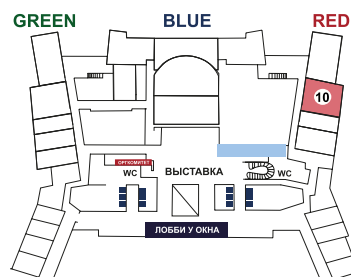 GREEN BLUE RED
10
ОРГКОМИТЕТ
WC ВЫСТАВКА WC
ЛОББИ У ОКНА